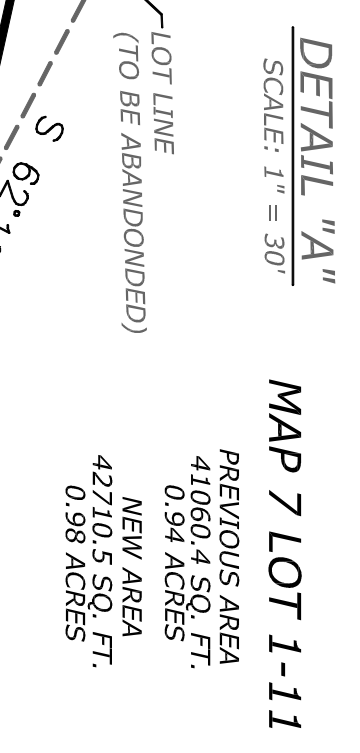 DETAIL "A"
SCALE: 1" = 30'
MAP 7 LOT 1-11
PREVIOUS AREA
41060.4 SQ. FT.
0.94 ACRES
NEW AREA
42710.5 SQ. FT.
0.98 ACRES
LOT LINE
(TO BE ABANDONDED)
S 62°